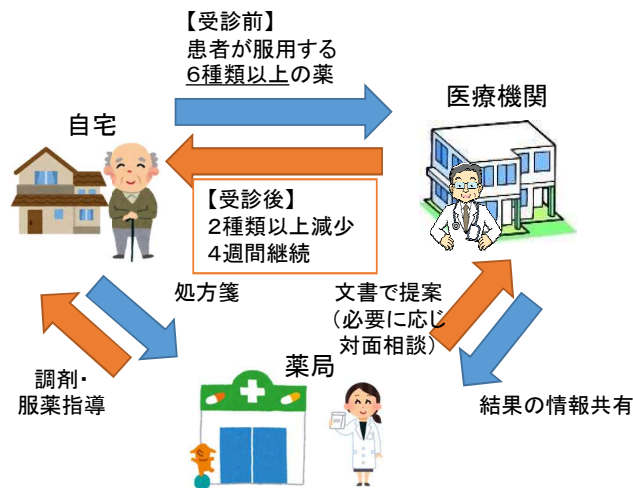 【受診前】
患者が服用する
6種類以上の薬
医療機関
自宅
【受診後】
2種類以上減少
4週間継続
処方箋
文書で提案
（必要に応じ
対面相談）
薬局
調剤・
服薬指導
結果の情報共有